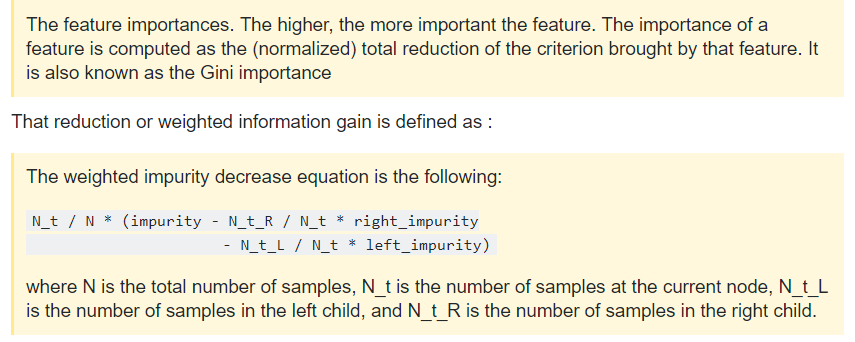 The feature importances. The higher, the more important the feature. The importance of a
feature is computed as the (normalized) total reduction of the criterion brought by that feature. It
is also known as the Gini importance
That reduction or weighted information gain is defined as :
The weighted impurity decrease equation is the following:
N_t / N * (impurity - N_t_R / N_t * right_impurity
- N_t_L / N_t * left_impurity)
where N is the total number of samples, N_t is the number of samples at the current node, N_t_L
is the number of samples in the left child, and N_t_R is the number of samples in the right child.